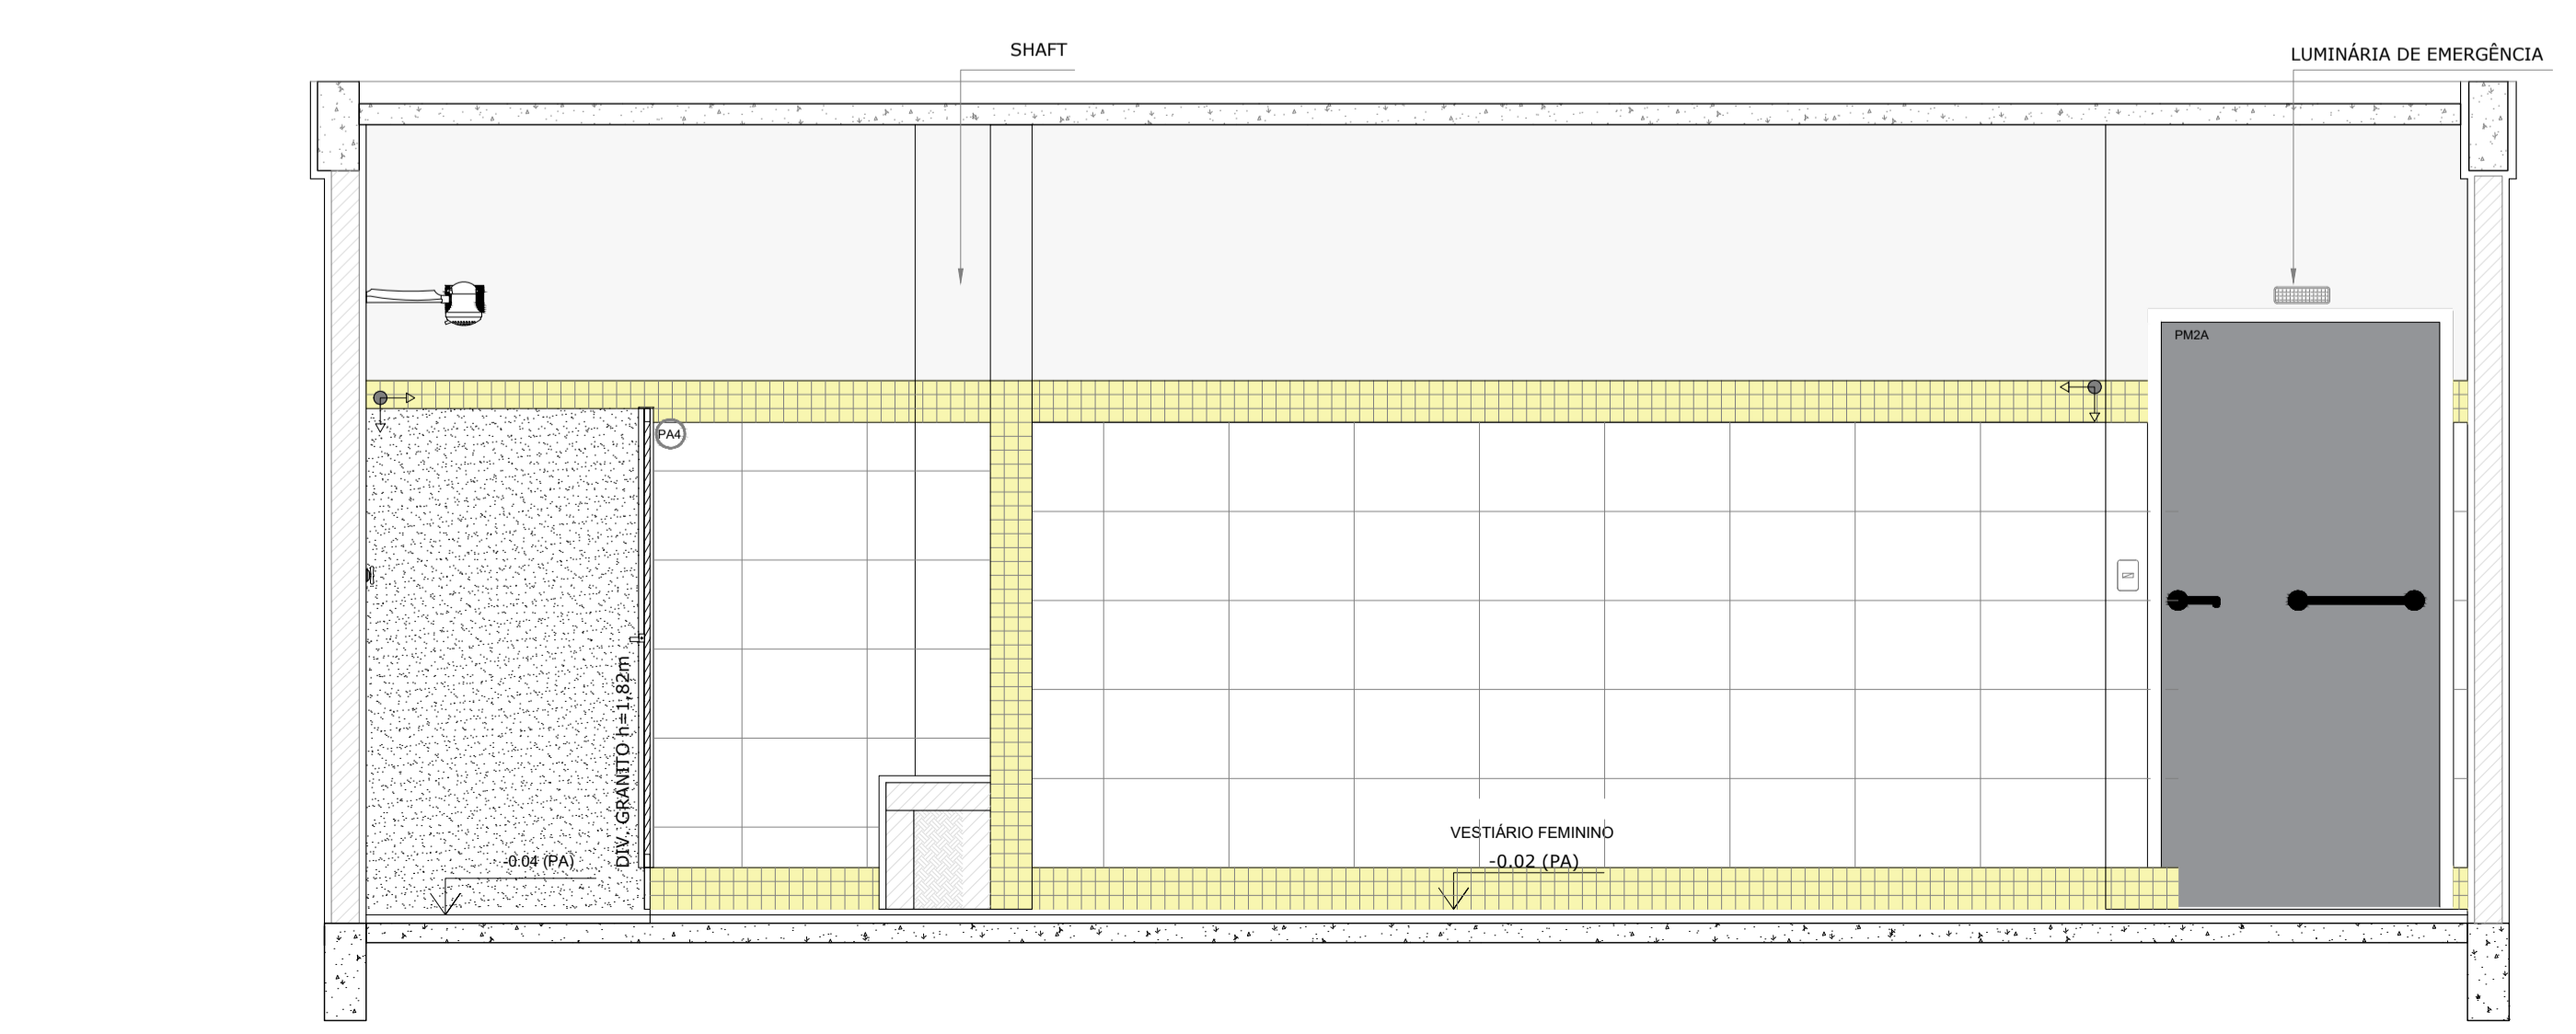 SHAFT
LUMINÁRIA DE EMERGÊNCIA
PM2A
PA4
DIV. GRANITO h=1,82m
VESTIÁRIO FEMININO
-0.04 (PA)
-0.02 (PA)